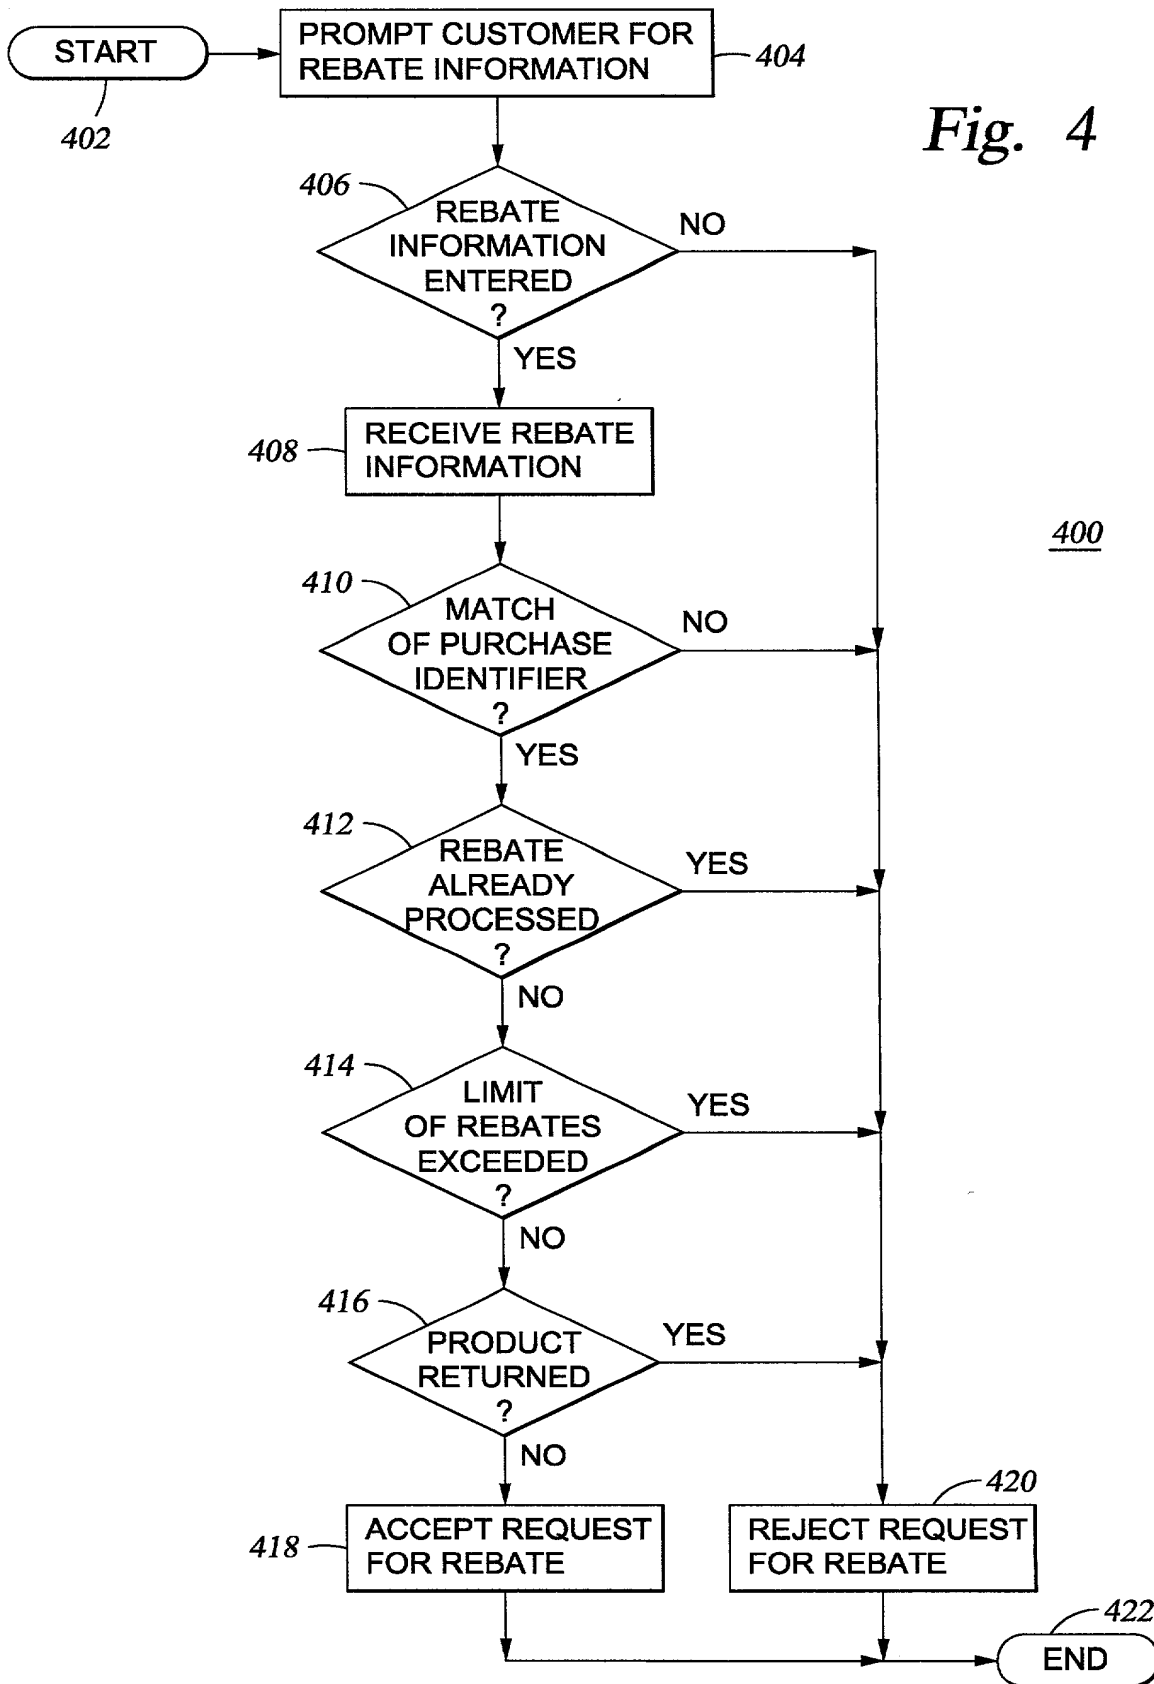 START
PROMPT CUSTOMER FOR
REBATE INFORMATION
404
402
Fig. 4
406
REBATE
INFORMATION
ENTERED
?
NO
YES
408
RECEIVE REBATE
INFORMATION
400
410
MATCH
OF PURCHASE
IDENTIFIER
?
NO
YES
412
REBATE
ALREADY
PROCESSED
?
YES
NO
414
LIMIT
OF REBATES
EXCEEDED
?
YES
NO
416
PRODUCT
RETURNED
?
YES
NO
418
ACCEPT REQUEST
FOR REBATE
420
REJECT REQUEST
FOR REBATE
422
END